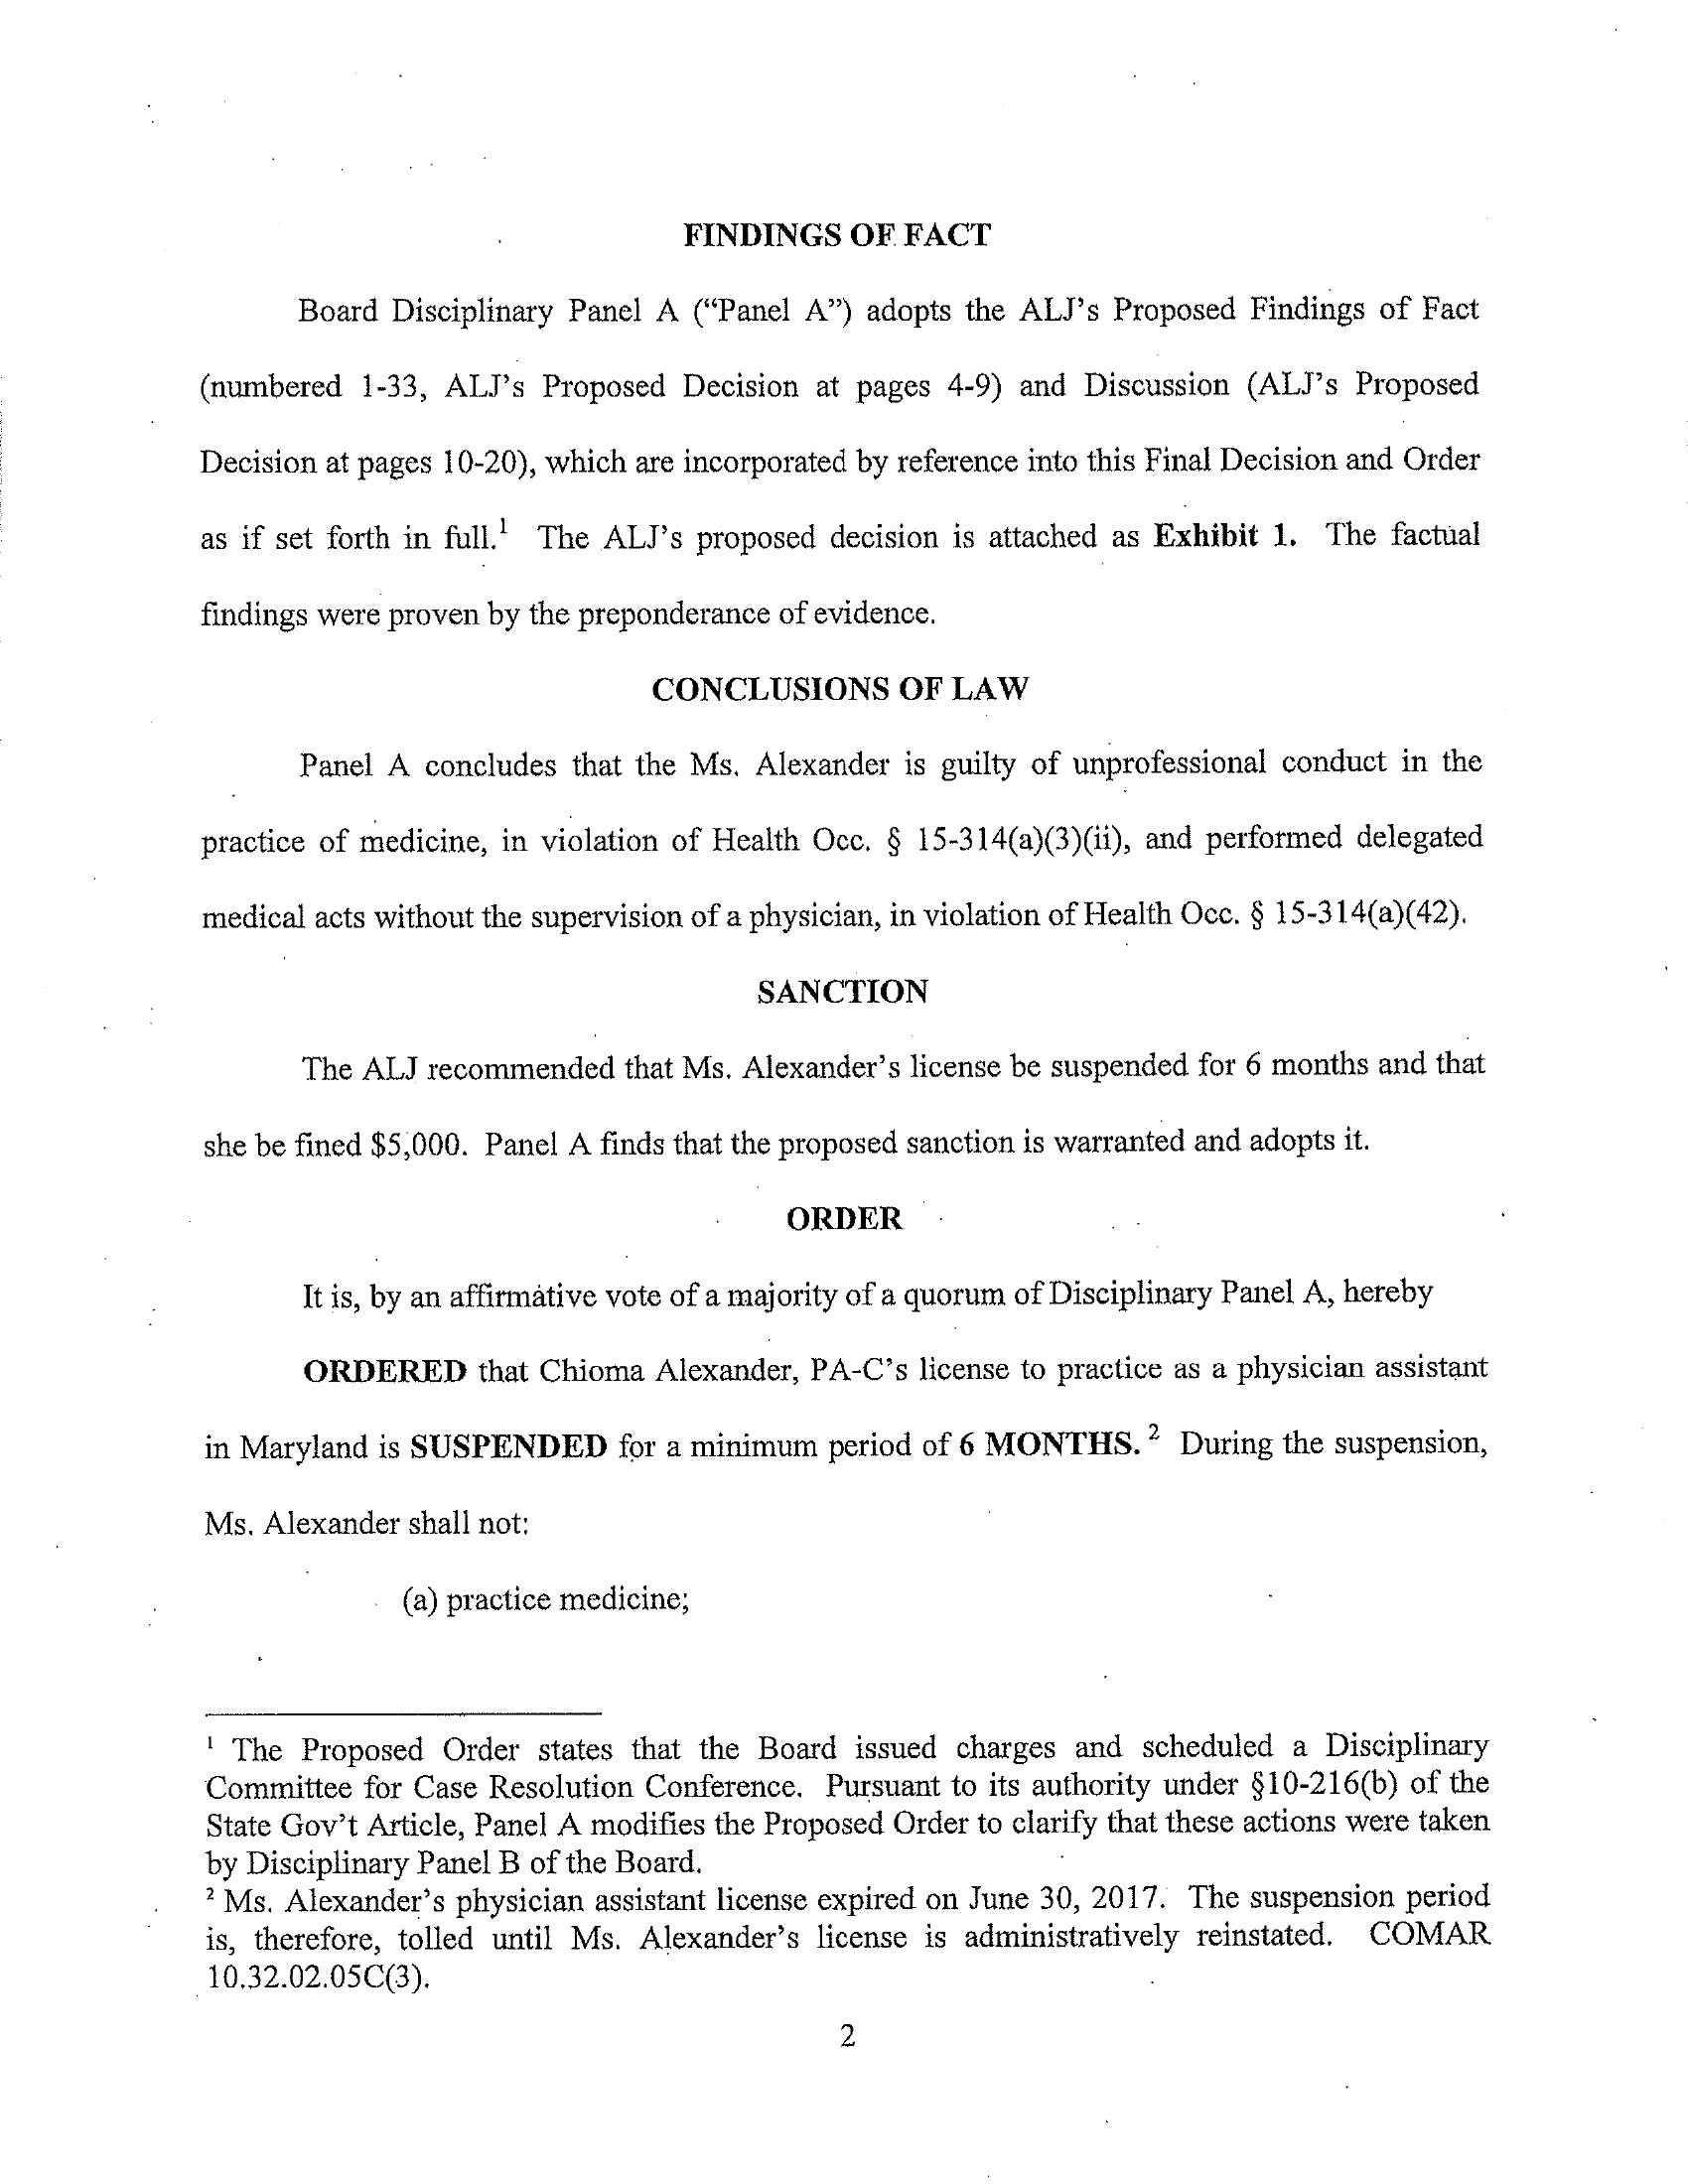 FINDINGS OF FACT
Board Disciplinary Panel A (“Panel A”) adopts the ALJ’s Proposed Findings of Fact
(numbered 1-33, ALJ’s Proposed Decision at pages 4-9) and Discussion (ALJ’s Proposed
Decision at pages 10-20), which are incorporated by reference into this Final Decision and Order
as if set forth in full.¹ The ALJ’s proposed decision is attached as Exhibit 1. The factual
findings were proven by the preponderance of evidence.
CONCLUSIONS OF LAW
Panel A concludes that the Ms. Alexander is guilty of unprofessional conduct in the
practice of medicine, in violation of Health Occ. § 15-314(a)(3)(ii), and performed delegated
medical acts without the supervision of a physician, in violation of Health Occ. § 15-314(a)(42).
SANCTION
The ALJ recommended that Ms. Alexander’s license be suspended for 6 months and that
she be fined $5,000. Panel A finds that the proposed sanction is warranted and adopts it.
ORDER
It is, by an affirmative vote of a majority of a quorum of Disciplinary Panel A, hereby
ORDERED that Chioma Alexander, PA-C’s license to practice as a physician assistant
in Maryland is SUSPENDED for a minimum period of 6 MONTHS. ² During the suspension,
Ms. Alexander shall not:
(a) practice medicine;
¹ The Proposed Order states that the Board issued charges and scheduled a Disciplinary
Committee for Case Resolution Conference. Pursuant to its authority under §10-216(b) of the
State Gov’t Article, Panel A modifies the Proposed Order to clarify that these actions were taken
by Disciplinary Panel B of the Board.
² Ms. Alexander’s physician assistant license expired on June 30, 2017. The suspension period
is, therefore, tolled until Ms. Alexander’s license is administratively reinstated. COMAR
10.32.02.05C(3).
2